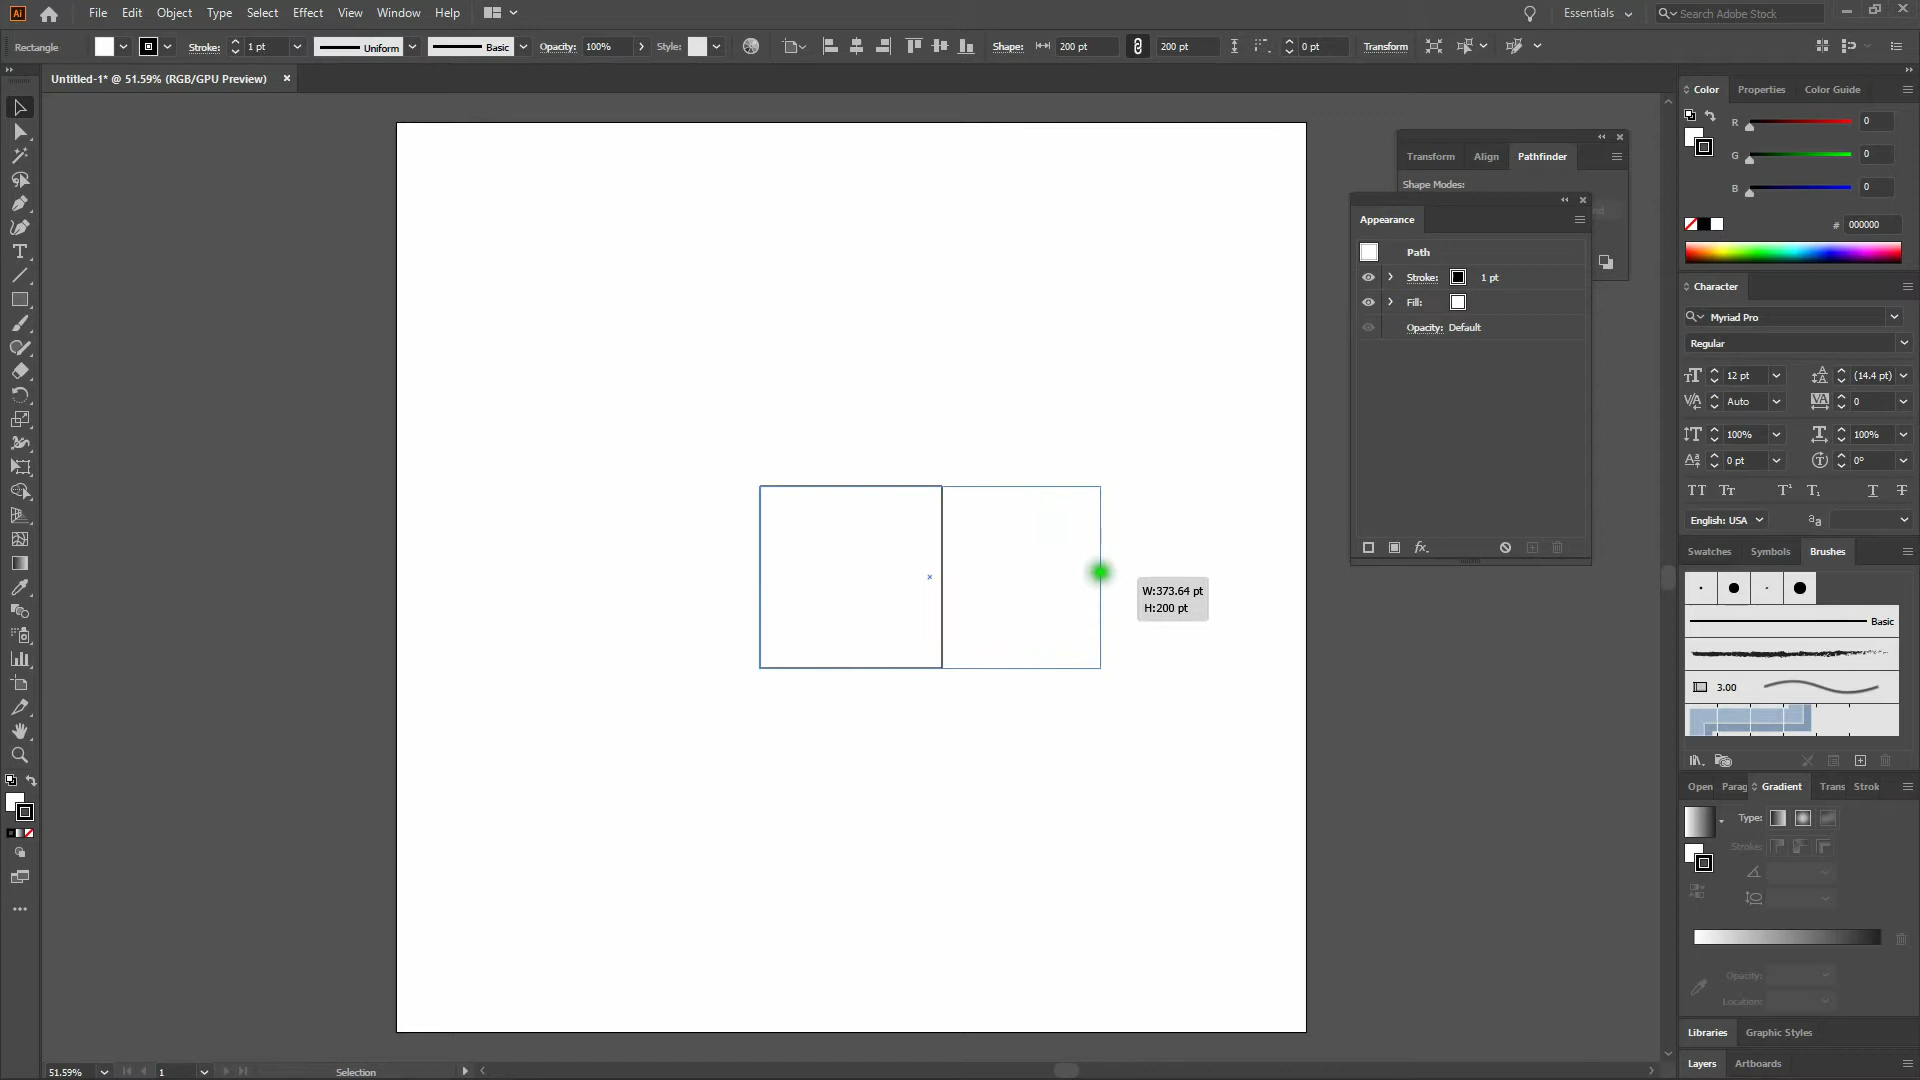 Ai File Edit Object Type Select Effect View Window Help Essentials Search Adobe Stock
Rectangle Stroke: 1 pt Uniform Basic Opacity: 100% Style: Shape: 200 pt 200 pt 0 pt Transform
Untitled-1* @ 51.59% (RGB/GPU Preview)
Color Properties Color Guide
R 0
G 0
B 0
# 000000
Transform Align Pathfinder
Shape Modes:
Appearance
Path
Stroke: 1 pt
Fill:
Opacity: Default
fx.
W:373.64 pt
H:200 pt
Character
Myriad Pro
Regular
12 pt (14.4 pt)
Auto 0
100% 100%
0 pt 0°
English: USA
Swatches Symbols Brushes
Basic
3.00
Open Parag Gradient Trans Strok
Type:
Stroke:
Opacity:
Location:
Libraries Graphic Styles
Layers Artboards
51.59% 1 Selection